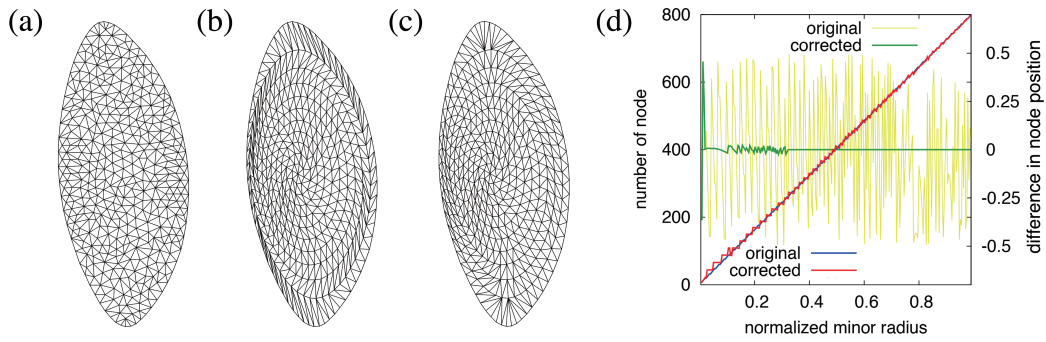 (a) (b) (c) (d)
800
600
400
200
0
number of node
original
corrected
original
corrected
0.5
0.25
0
-0.25
-0.5
difference in node position
0.2 0.4 0.6 0.8
normalized minor radius